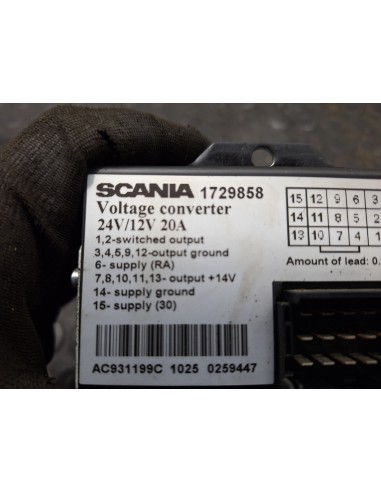 SCANIA 1729858
Voltage converter
24V/12V 20A
1,2-switched output
3,4,5,9,12-output ground
6- supply (RA)
7,8,10,11,13- output +14V
14- supply ground
15- supply (30)
AC931199C 1025 0259447
15 12 9 6 3
14 11 8 5 2
13 10 7 4 1
Amount of lead: 0.